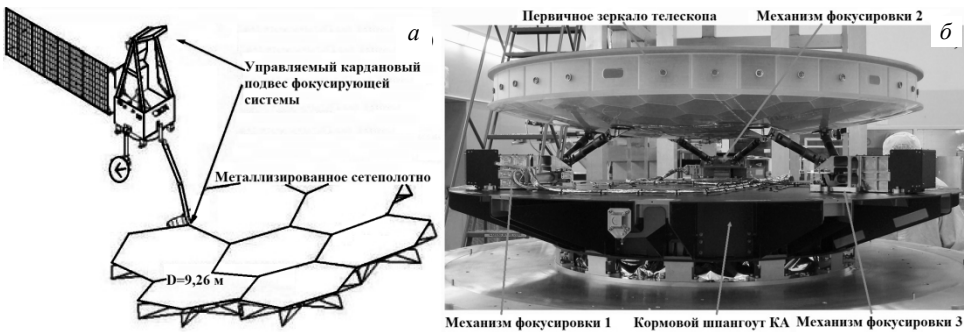 а
Управляемый кардановый
подвес фокусирующей
системы
Металлизированное сетеполотно
D=9,26 м
Первичное зеркало телескопа
Механизм фокусировки 2
б
Механизм фокусировки 1
Кормовой шпангоут КА
Механизм фокусировки 3